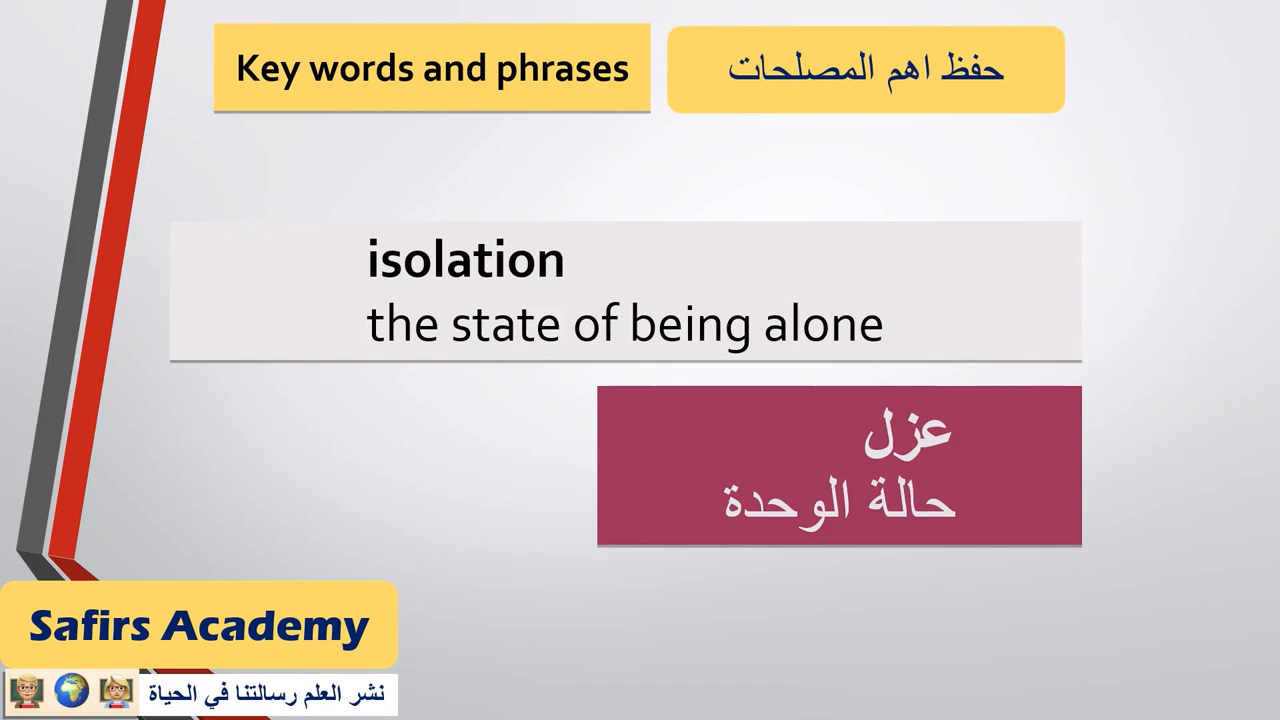 Key words and phrases
حفظ اهم المصلحات
isolation
the state of being alone
عزل
حالة الوحدة
Safirs Academy
نشر العلم رسالتنا في الحياة